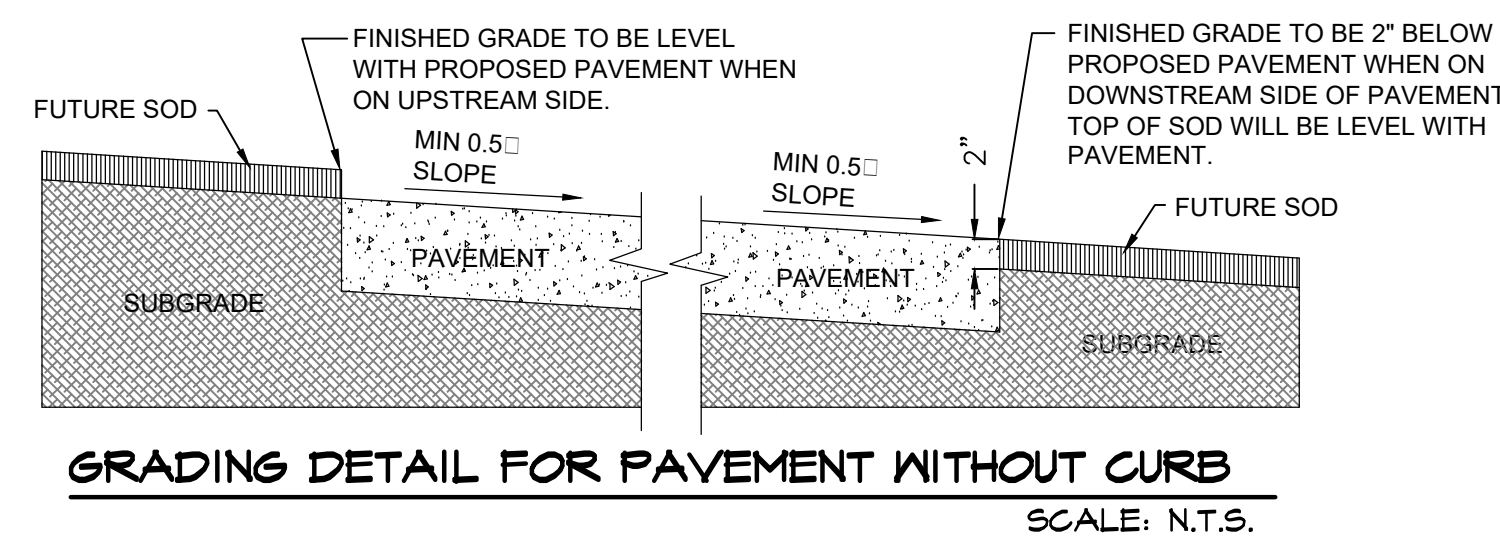 FINISHED GRADE TO BE LEVEL
WITH PROPOSED PAVEMENT WHEN
ON UPSTREAM SIDE.
FINISHED GRADE TO BE 2" BELOW
PROPOSED PAVEMENT WHEN ON
DOWNSTREAM SIDE OF PAVEMENT
TOP OF SOD WILL BE LEVEL WITH
PAVEMENT.
FUTURE SOD
MIN 0.5□
SLOPE
MIN 0.5□
SLOPE
2"
FUTURE SOD
PAVEMENT
PAVEMENT
SUBGRADE
SUBGRADE
GRADING DETAIL FOR PAVEMENT WITHOUT CURB
SCALE: N.T.S.